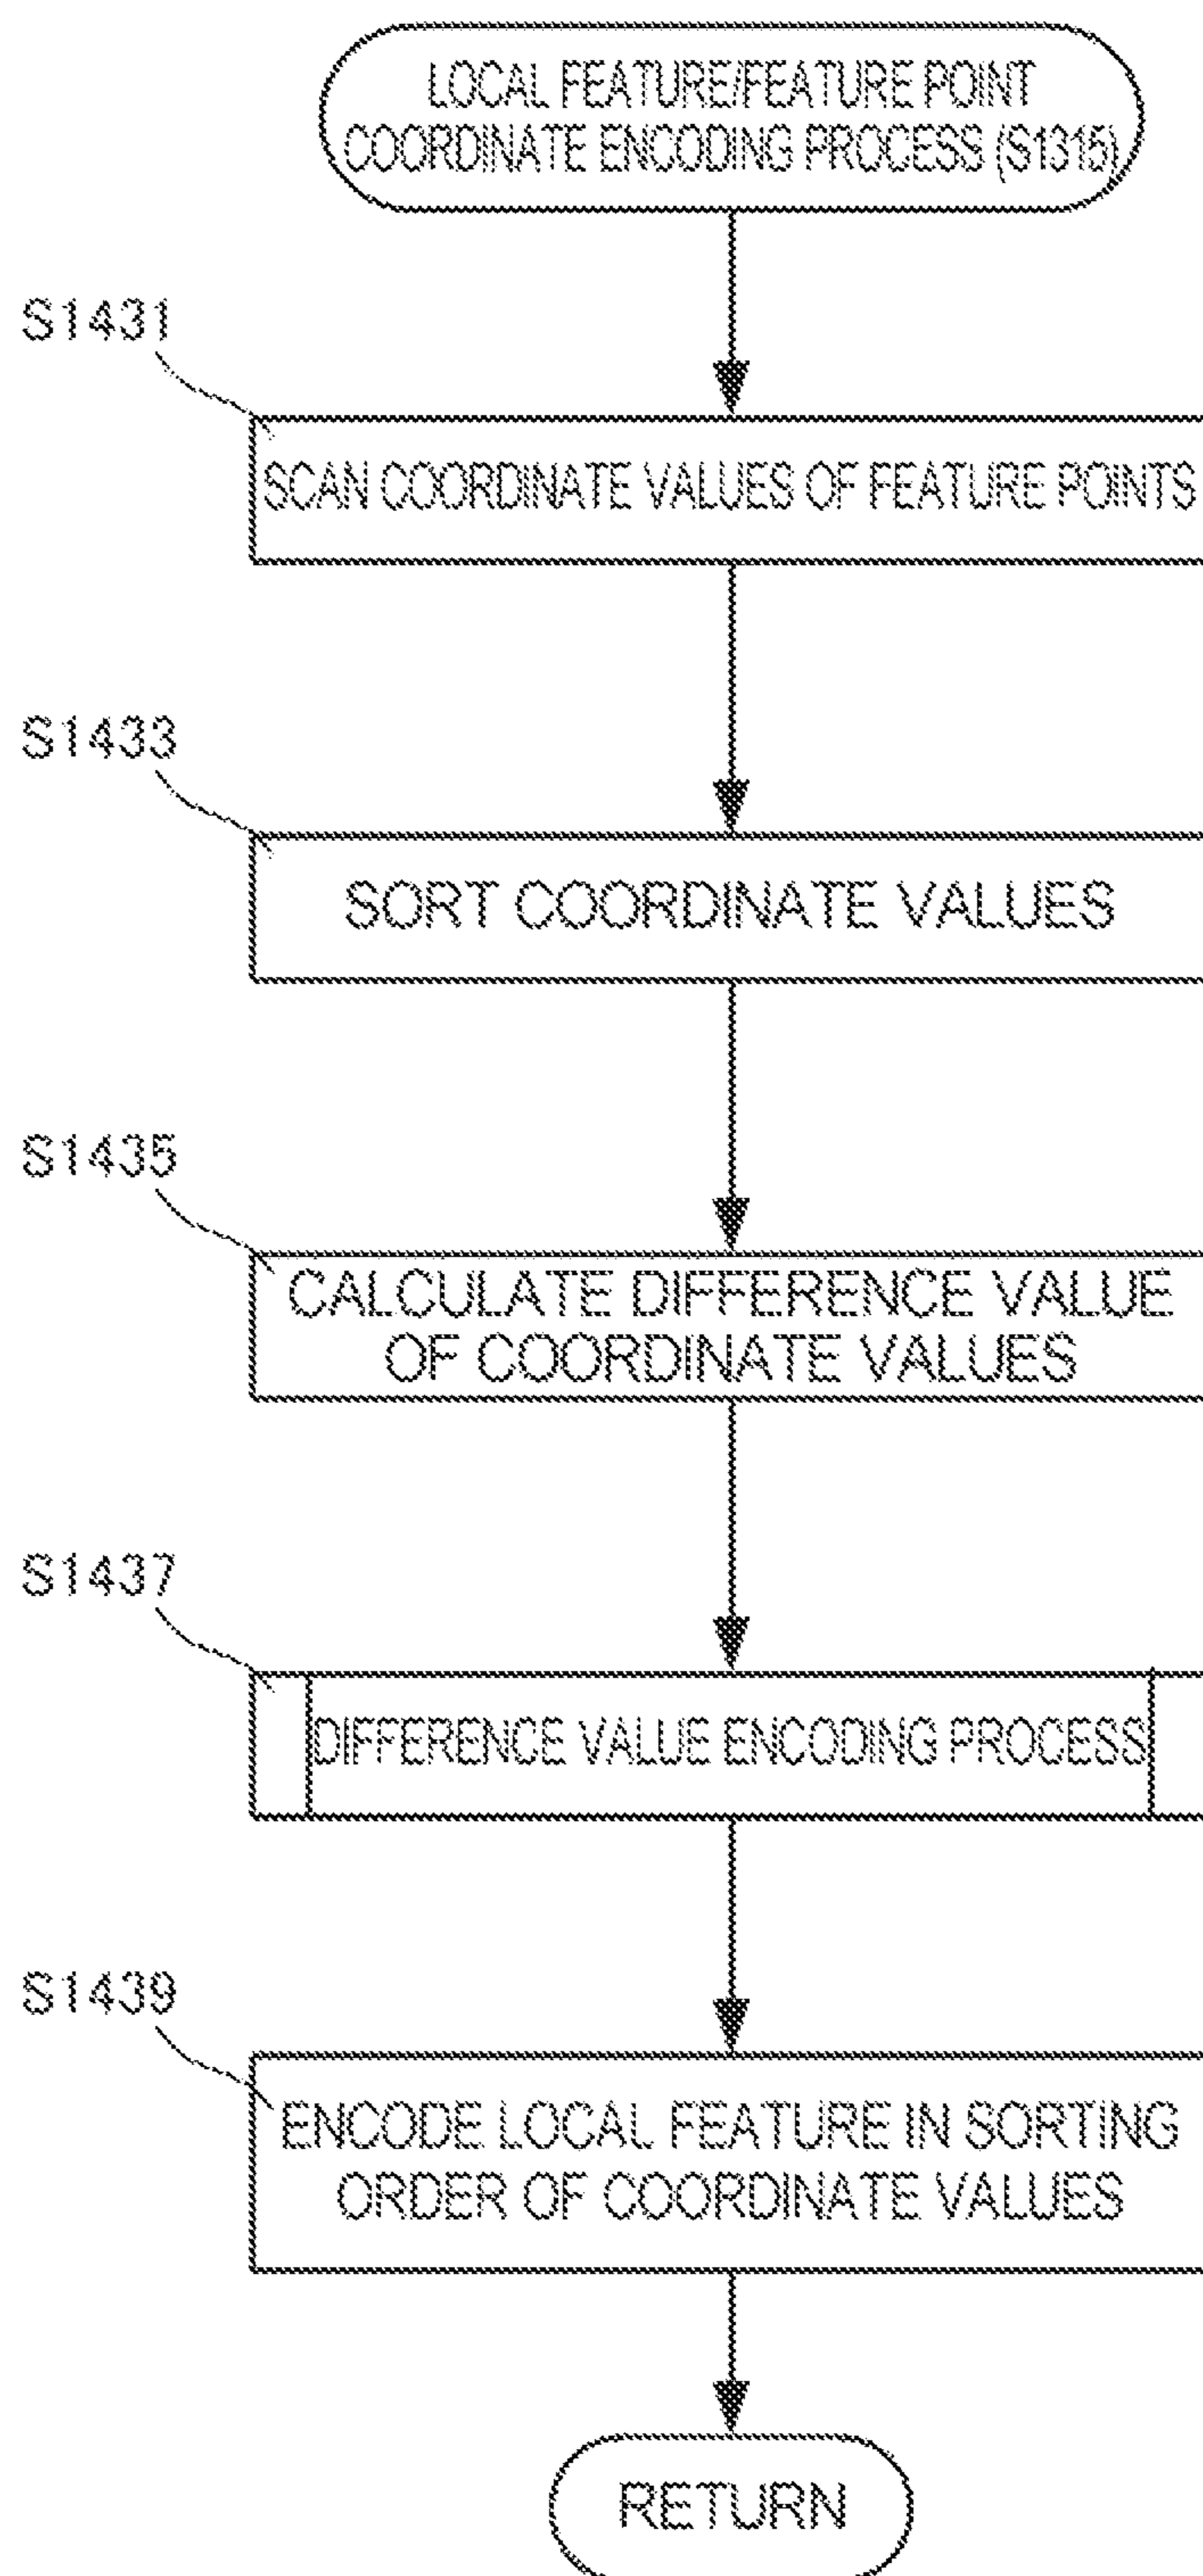 LOCAL FEATURE/FEATURE POINT
COORDINATE ENCODING PROCESS (S1315)
S1431
SCAN COORDINATE VALUES OF FEATURE POINTS
S1433
SORT COORDINATE VALUES
S1435
CALCULATE DIFFERENCE VALUE
OF COORDINATE VALUES
S1437
DIFFERENCE VALUE ENCODING PROCESS
S1439
ENCODE LOCAL FEATURE IN SORTING
ORDER OF COORDINATE VALUES
RETURN